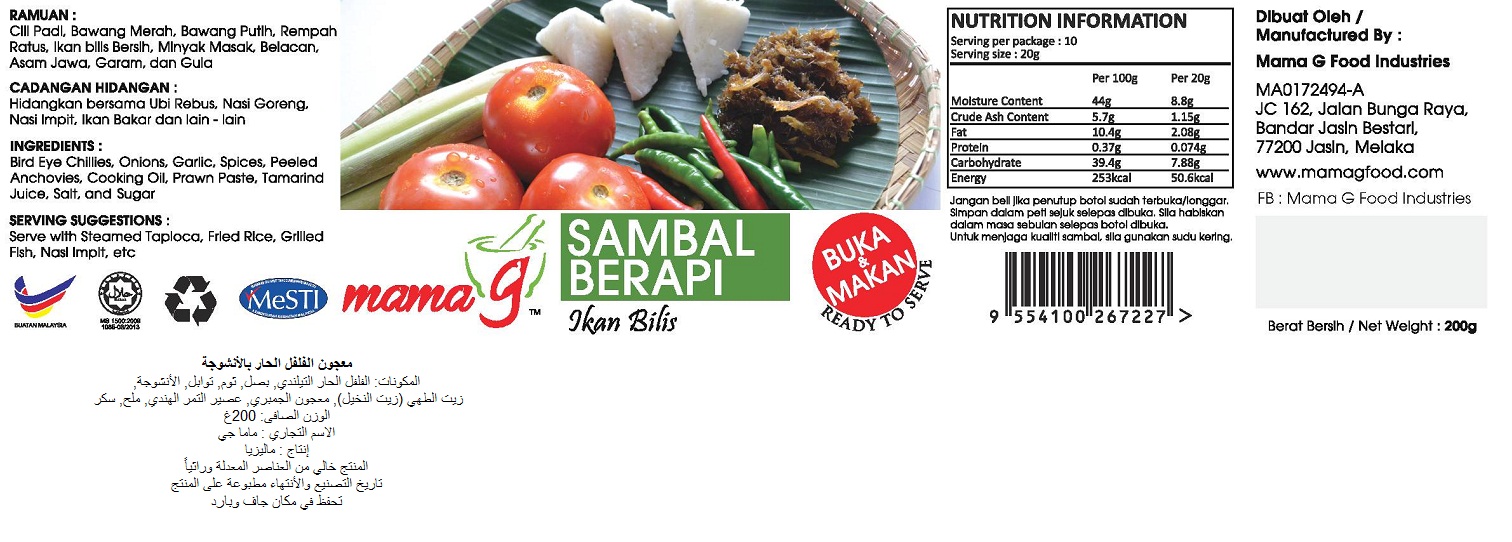 RAMUAN :
Cili Padi, Bawang Merah, Bawang Putih, Rempah
Ratus, Ikan bilis Bersih, Minyak Masak, Belacan,
Asam Jawa, Garam, dan Gula
CADANGAN HIDANGAN :
Hidangkan bersama Ubi Rebus, Nasi Goreng,
Nasi Impit, Ikan Bakar dan lain - lain
INGREDIENTS :
Bird Eye Chillies, Onions, Garlic, Spices, Peeled
Anchovies, Cooking Oil, Prawn Paste, Tamarind
Juice, Salt, and Sugar
SERVING SUGGESTIONS :
Serve with Steamed Tapioca, Fried Rice, Grilled
Fish, Nasi Impit, etc
BUATAN MALAYSIA
حلال
MS 1500:2009
1085-08/2013
MeSTI
mama g ™
SAMBAL
BERAPI
Ikan Bilis
BUKA
&
MAKAN
READY TO SERVE
NUTRITION INFORMATION
Serving per package : 10
Serving size : 20g
Per 100g Per 20g
Moisture Content 44g 8.8g
Crude Ash Content 5.7g 1.15g
Fat 10.4g 2.08g
Protein 0.37g 0.074g
Carbohydrate 39.4g 7.88g
Energy 253kcal 50.6kcal
Jangan beli jika penutup botol sudah terbuka/longgar.
Simpan dalam peti sejuk selepas dibuka. Sila habiskan
dalam masa sebulan selepas botol dibuka.
Untuk menjaga kualiti sambal, sila gunakan sudu kering.
9 554100 267227 >
Dibuat Oleh /
Manufactured By :
Mama G Food Industries
MA0172494-A
JC 162, Jalan Bunga Raya,
Bandar Jasin Bestari,
77200 Jasin, Melaka
www.mamagfood.com
FB : Mama G Food Industries
Berat Bersih / Net Weight : 200g
معجون الفلفل الحار بالأنشوجة
المكونات: الفلفل الحار التيلندي, بصل, ثوم, توابل, الأنشوجة,
زيت الطهي (زيت النخيل), معجون الجمبري, عصير التمر الهندي, ملح, سكر
الوزن الصافى: 200غ
الاسم التجاري : ماما جي
إنتاج : ماليزيا
المنتج خالي من العناصر المعدلة وراثياً
تاريخ التصنيع والأنتهاء مطبوعة على المنتج
تحفظ في مكان جاف وبارد